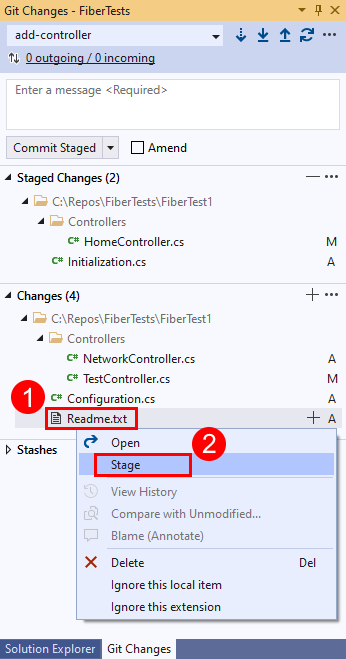 Git Changes - FiberTests
add-controller
0 outgoing / 0 incoming
Enter a message <Required>
Commit Staged
Amend
Staged Changes (2)
C:\Repos\FiberTests\FiberTest1
Controllers
C# HomeController.cs M
C# Initialization.cs A
Changes (4)
C:\Repos\FiberTests\FiberTest1
Controllers
C# NetworkController.cs A
C# TestController.cs M
C# Configuration.cs A
1 Readme.txt A
Stashes
Open
2
Stage
View History
Compare with Unmodified...
Blame (Annotate)
Delete Del
Ignore this local item
Ignore this extension
Solution Explorer Git Changes